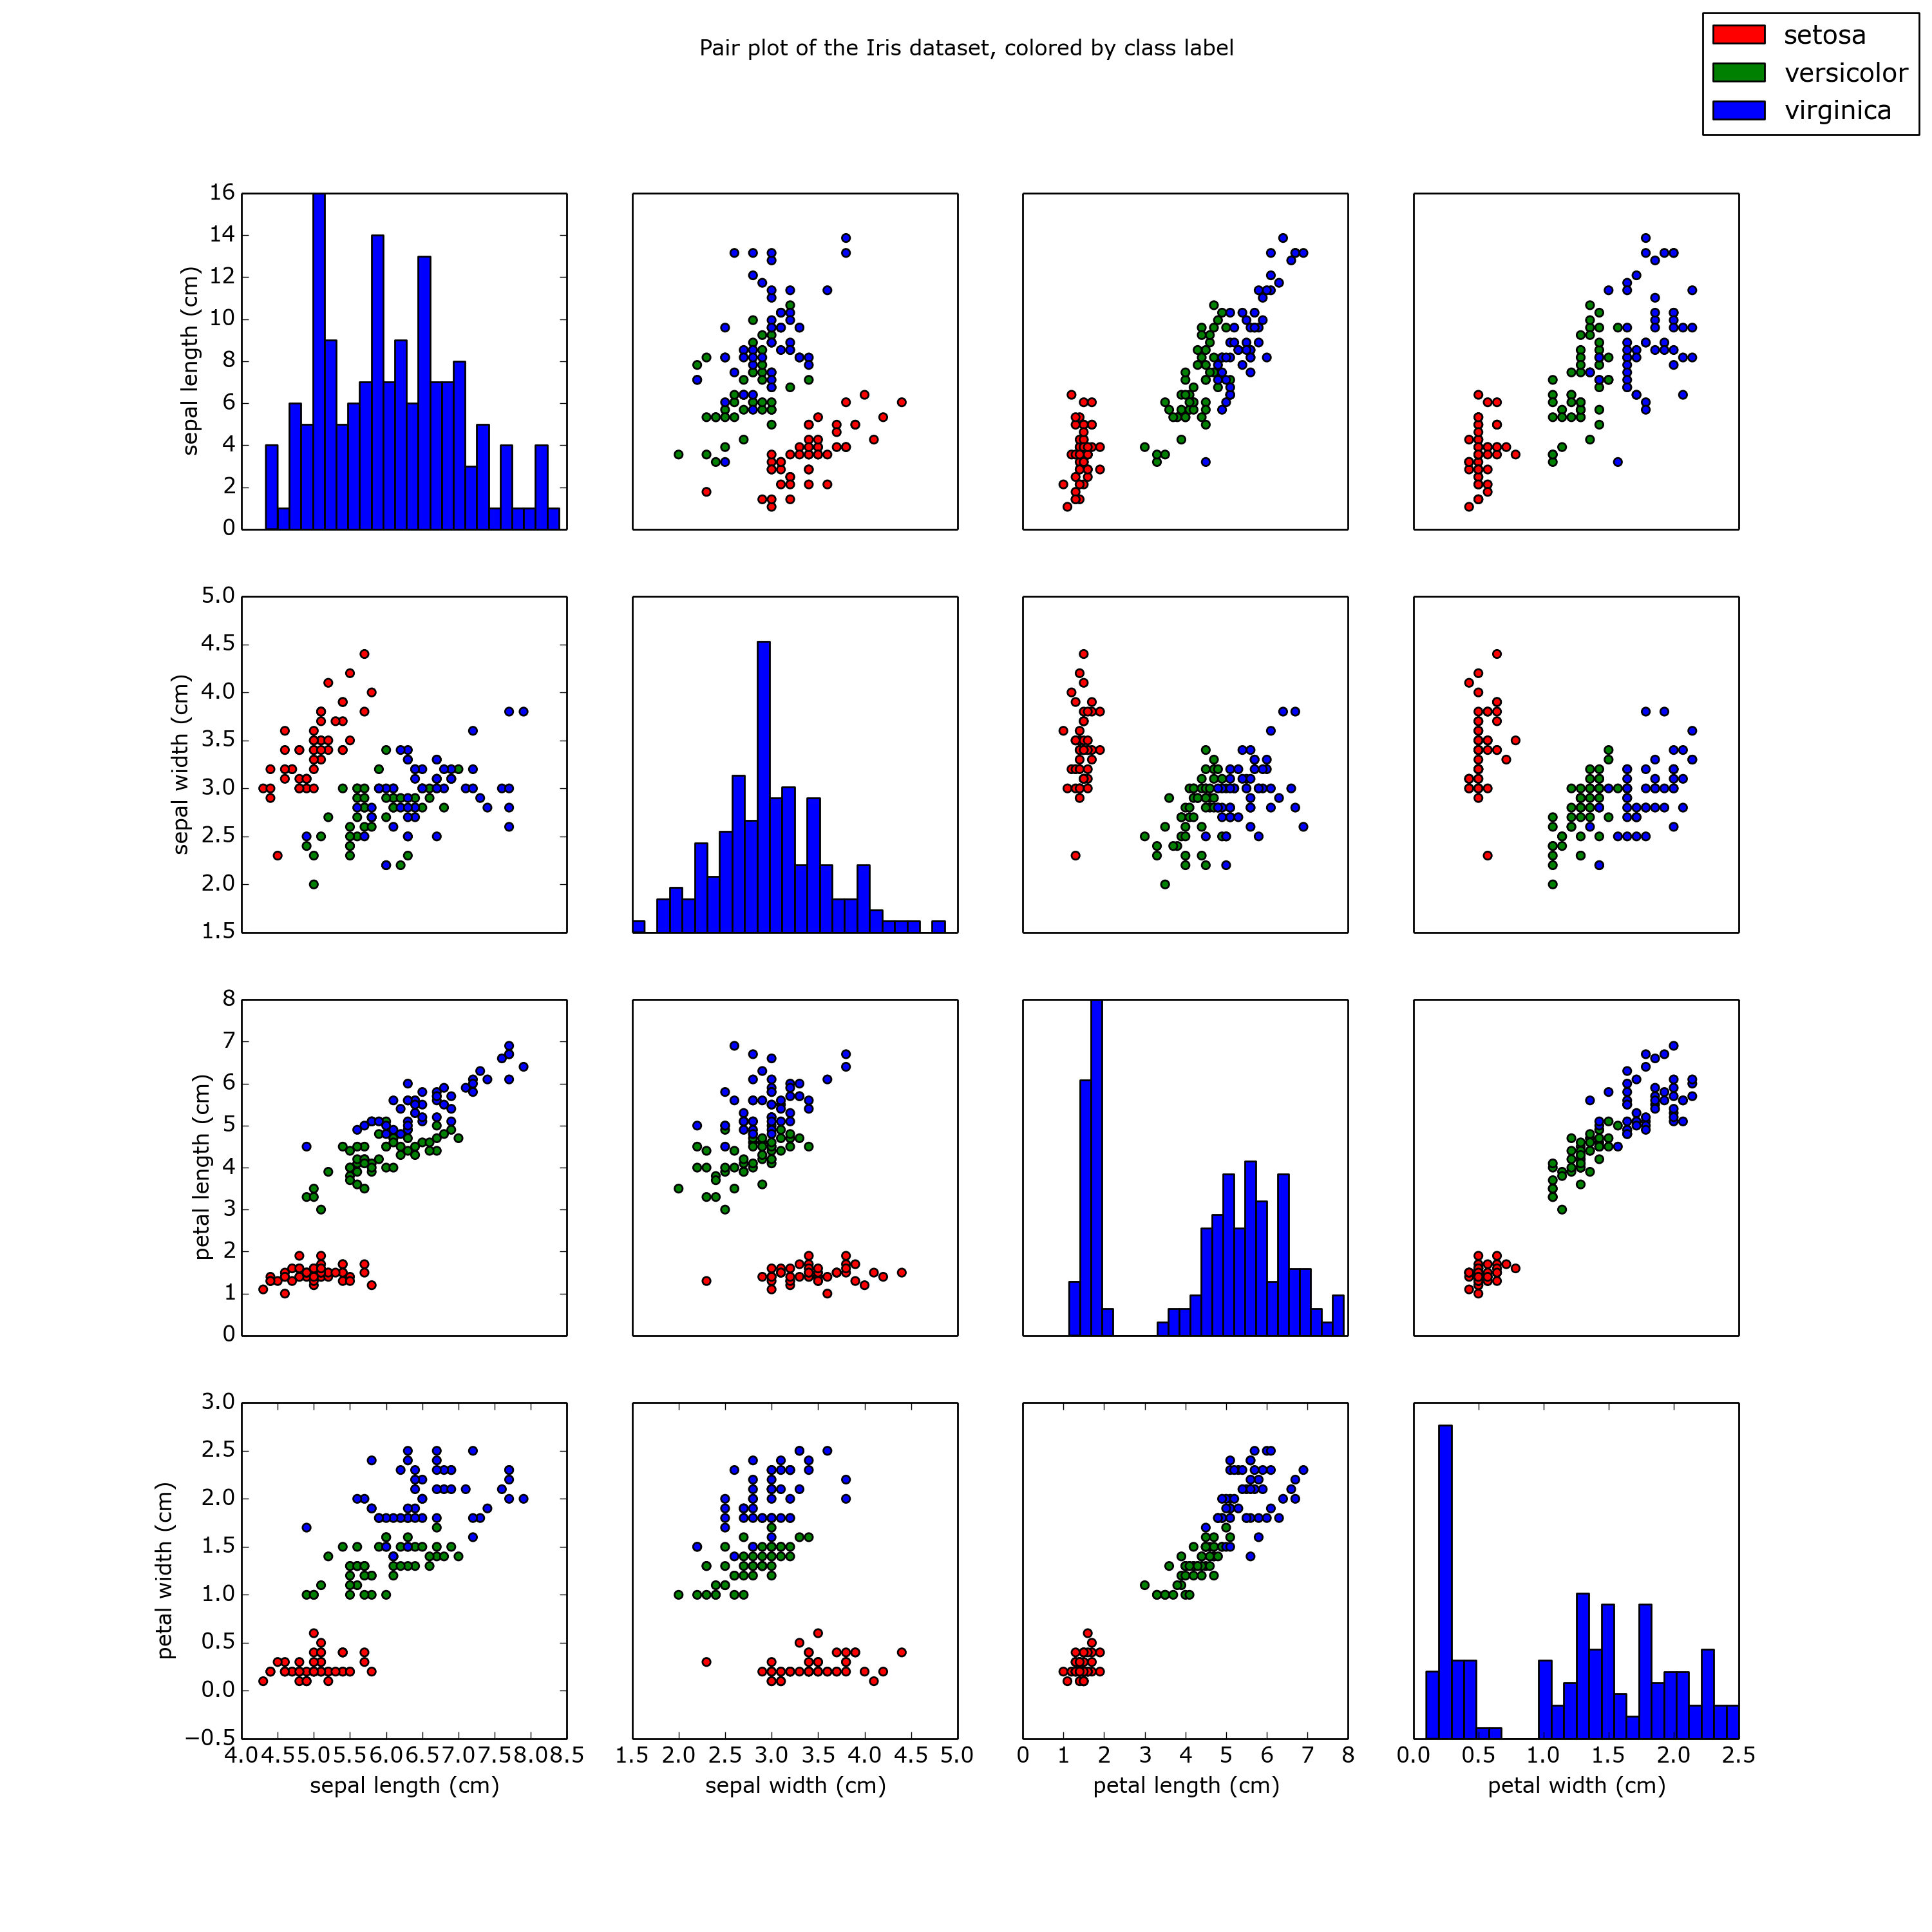 Pair plot of the Iris dataset, colored by class label
setosa
versicolor
virginica
16
14
12
10
8
6
4
2
0
sepal length (cm)
5.0
4.5
4.0
3.5
3.0
2.5
2.0
1.5
sepal width (cm)
8
7
6
5
4
3
2
1
0
petal length (cm)
3.0
2.5
2.0
1.5
1.0
0.5
0.0
−0.5
petal width (cm)
4.0 4.5 5.0 5.5 6.0 6.5 7.0 7.5 8.0 8.5
sepal length (cm)
1.5 2.0 2.5 3.0 3.5 4.0 4.5 5.0
sepal width (cm)
0 1 2 3 4 5 6 7 8
petal length (cm)
0.0 0.5 1.0 1.5 2.0 2.5
petal width (cm)